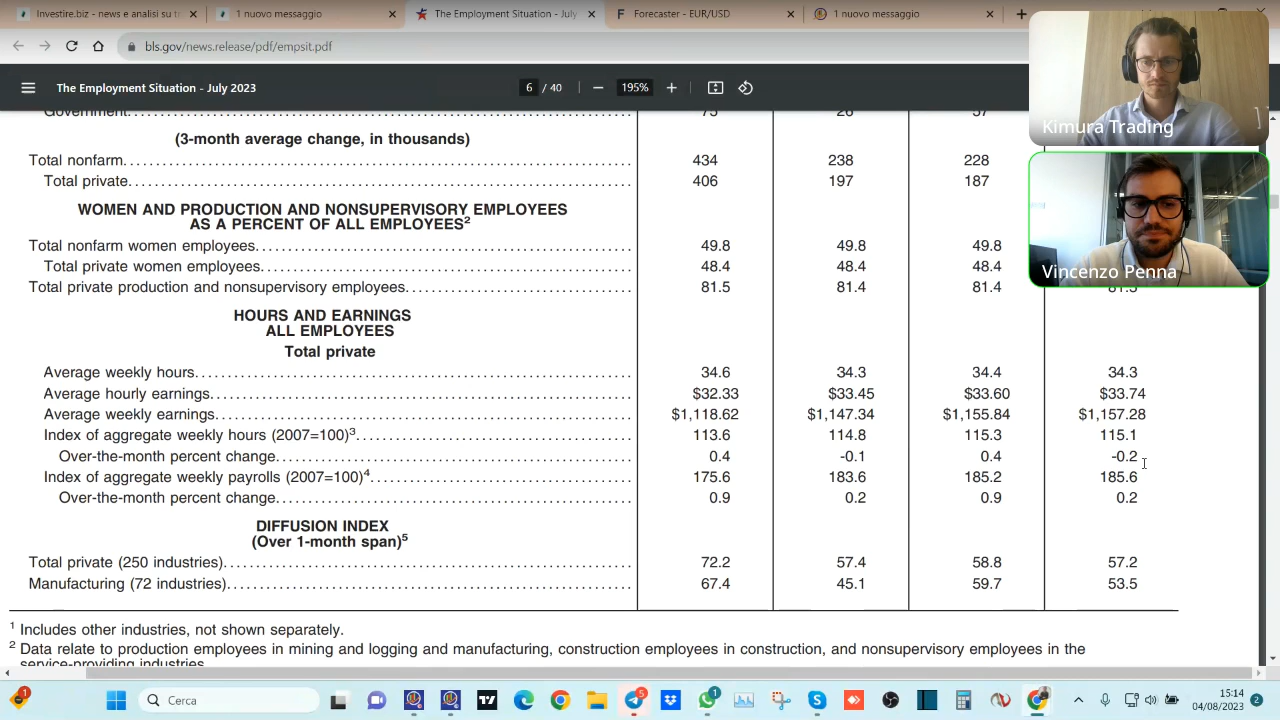 Investire.biz - news e analisi su t
1 nuovo messaggio
The Employment Situation - July
Forecaster - EUR/USD
1 nuovo messaggio
bls.gov/news.release/pdf/empsit.pdf
The Employment Situation - July 2023
6 / 40
195%
Kimura Trading
Vincenzo Penna
Government 75 26 57
(3-month average change, in thousands)
Total nonfarm 434 238 228
Total private 406 197 187
WOMEN AND PRODUCTION AND NONSUPERVISORY EMPLOYEES
AS A PERCENT OF ALL EMPLOYEES2
Total nonfarm women employees 49.8 49.8 49.8
Total private women employees 48.4 48.4 48.4
Total private production and nonsupervisory employees 81.5 81.4 81.4
HOURS AND EARNINGS
ALL EMPLOYEES
Total private
Average weekly hours 34.6 34.3 34.4 34.3
Average hourly earnings $32.33 $33.45 $33.60 $33.74
Average weekly earnings $1,118.62 $1,147.34 $1,155.84 $1,157.28
Index of aggregate weekly hours (2007=100)3 113.6 114.8 115.3 115.1
Over-the-month percent change 0.4 -0.1 0.4 -0.2
Index of aggregate weekly payrolls (2007=100)4 175.6 183.6 185.2 185.6
Over-the-month percent change 0.9 0.2 0.9 0.2
DIFFUSION INDEX
(Over 1-month span)5
Total private (250 industries) 72.2 57.4 58.8 57.2
Manufacturing (72 industries) 67.4 45.1 59.7 53.5
1 Includes other industries, not shown separately.
2 Data relate to production employees in mining and logging and manufacturing, construction employees in construction, and nonsupervisory employees in the
service-providing industries.
Cerca
15:14
04/08/2023